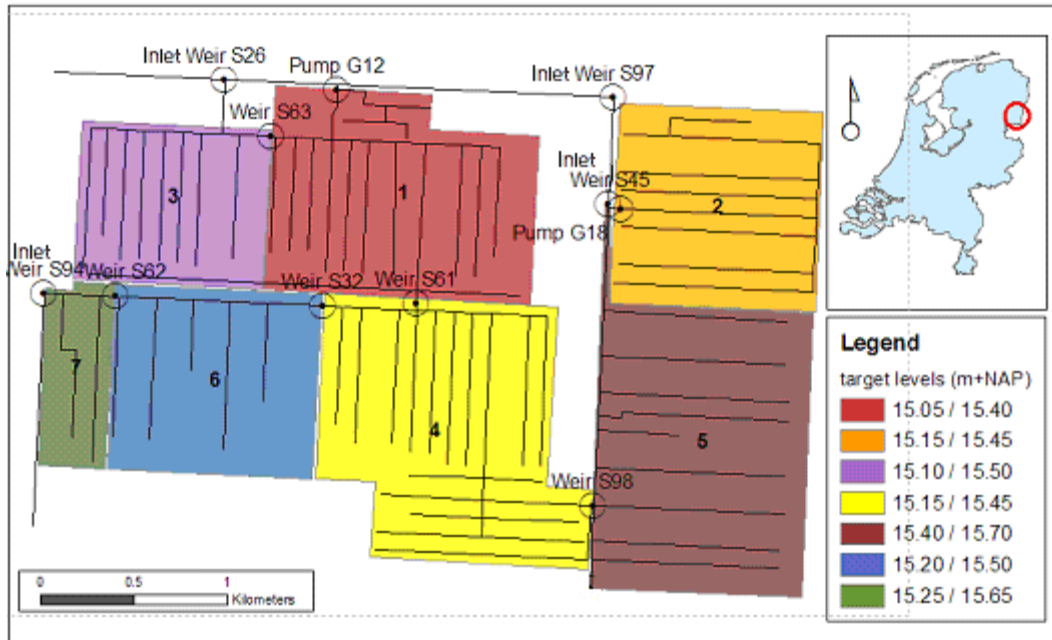 Inlet Weir S26
Pump G12
Inlet Weir S97
Weir S63
Inlet
Weir S45
3
1
2
Pump G18
Inlet
Weir S94
Weir S62
Weir S32
Weir S61
7
6
4
5
Weir S98
0 0.5 1
Kilometers
Legend
target levels (m+NAP)
15.05 / 15.40
15.15 / 15.45
15.10 / 15.50
15.15 / 15.45
15.40 / 15.70
15.20 / 15.50
15.25 / 15.65